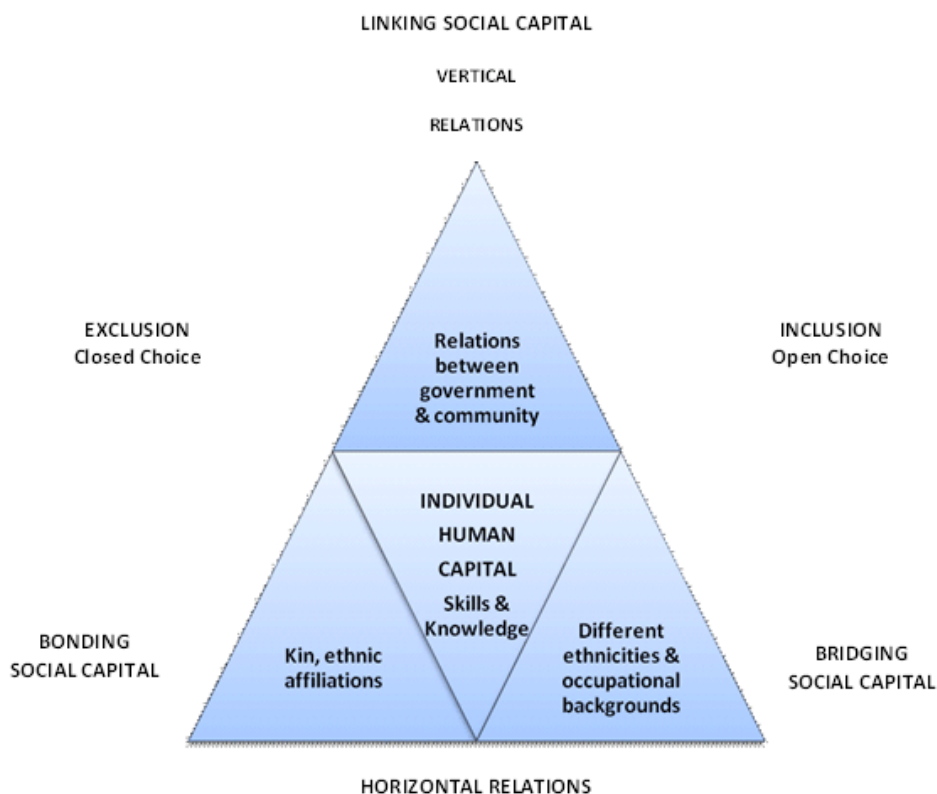 LINKING SOCIAL CAPITAL
VERTICAL
RELATIONS
EXCLUSION
Closed Choice
Relations
between
government
& community
INCLUSION
Open Choice
INDIVIDUAL
HUMAN
CAPITAL
Skills &
Knowledge
BONDING
SOCIAL CAPITAL
Kin, ethnic
affiliations
Different
ethnicities &
occupational
backgrounds
BRIDGING
SOCIAL CAPITAL
HORIZONTAL RELATIONS